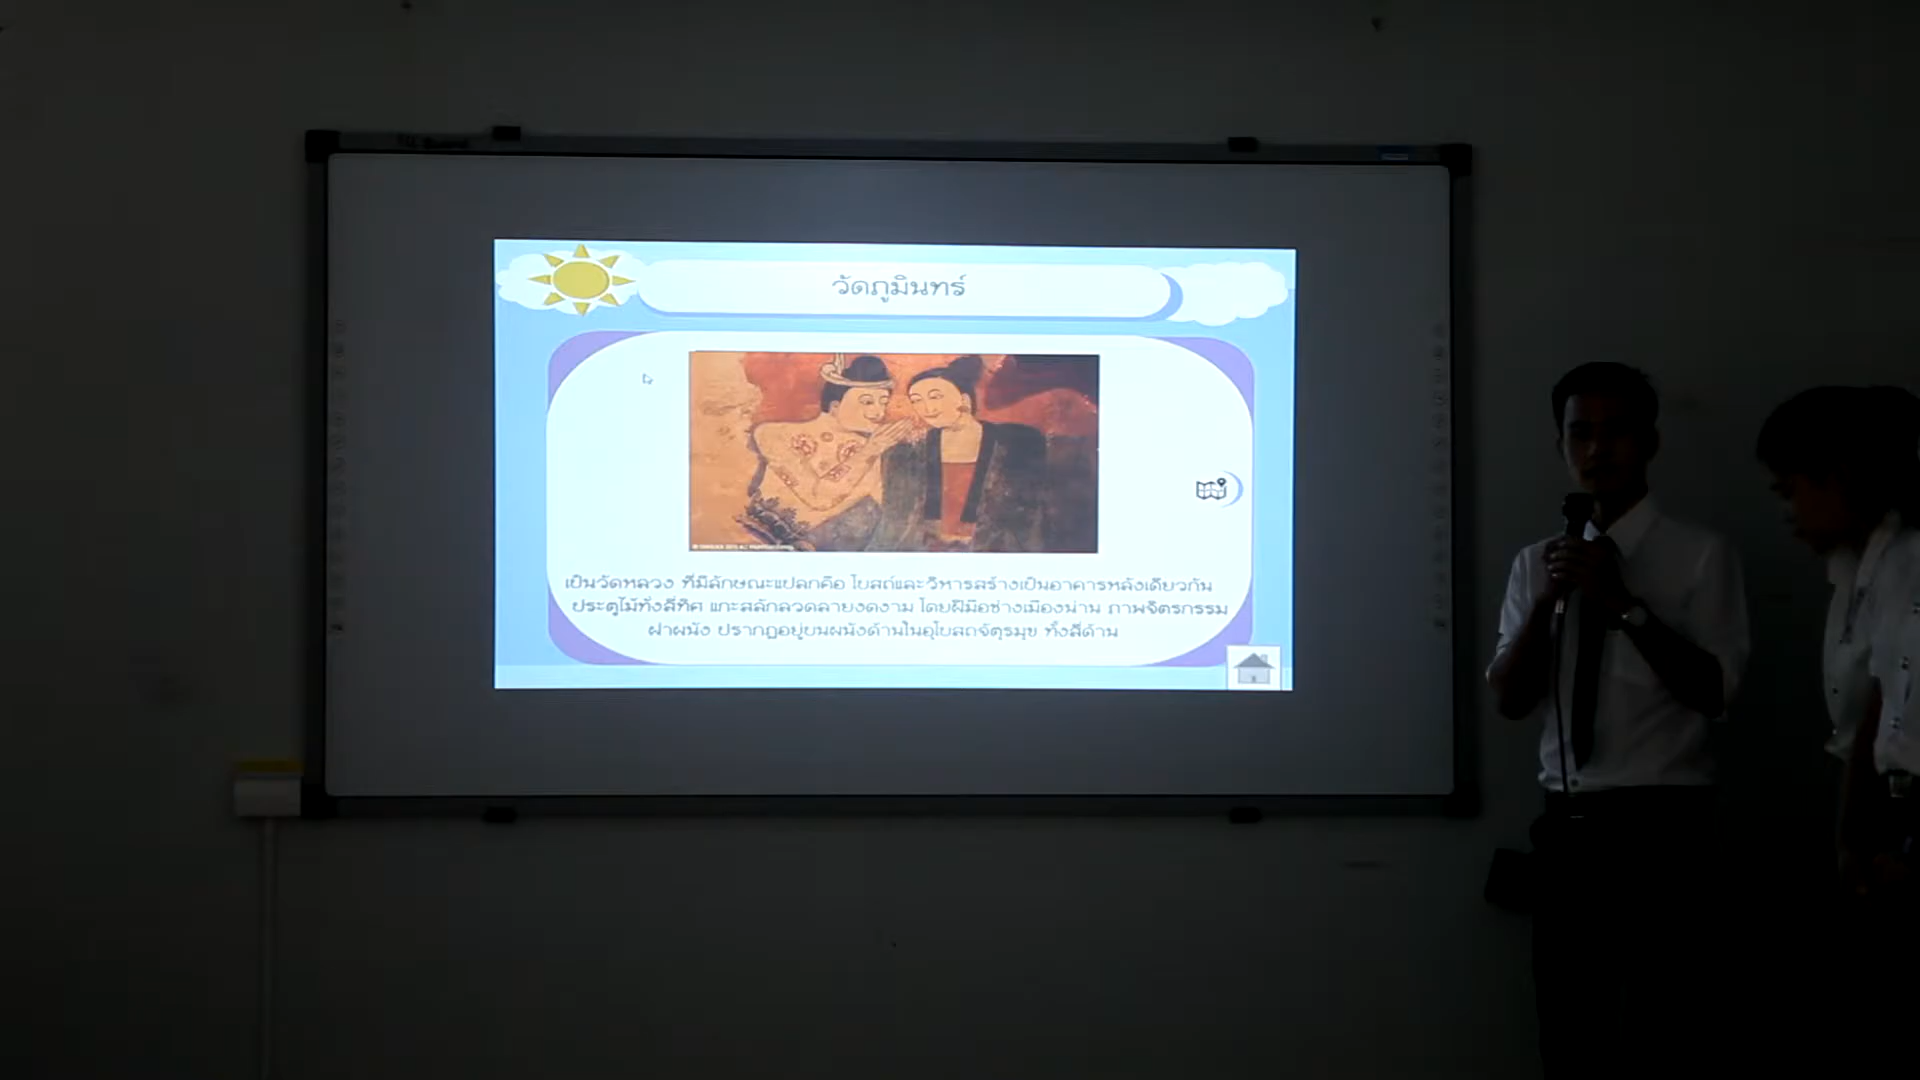 วัดภูมินทร์
เป็นวัดหลวง ที่มีลักษณะแปลกคือ โบสถ์และวิหารสร้างเป็นอาคารหลังเดียวกัน
ประตูไม้ทั้งสี่ทิศ แกะสลักลวดลายงดงาม โดยฝีมือช่างเมืองน่าน ภาพจิตรกรรม
ฝาผนัง ปรากฏอยู่บนผนังด้านในอุโบสถจัตุรมุข ทั้งสี่ด้าน